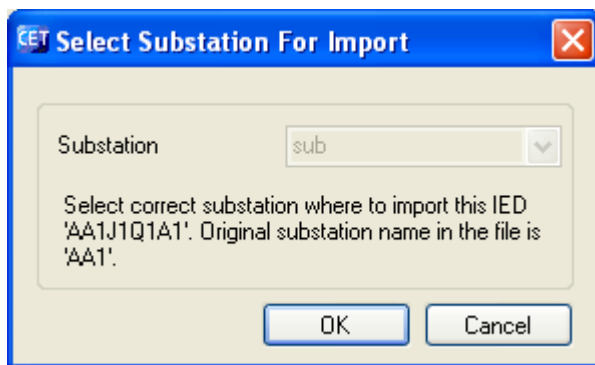 CET Select Substation For Import
Substation sub
Select correct substation where to import this IED
'AA1J1Q1A1'. Original substation name in the file is
'AA1'.
OK Cancel